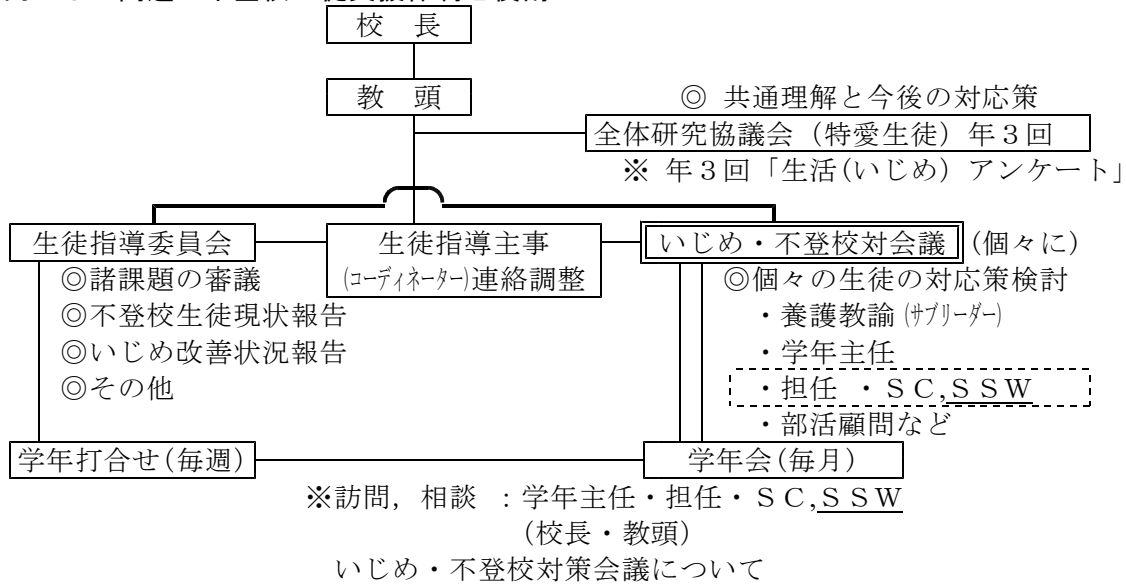 校　長
教　頭
◎ 共通理解と今後の対応策
全体研究協議会（特愛生徒）年３回
※ 年３回「生活(いじめ）アンケート」
生徒指導委員会
生徒指導主事
いじめ・不登校対会議 (個々に)
◎諸課題の審議
(ｺｰﾃﾞｨﾈｰﾀｰ)連絡調整
◎個々の生徒の対応策検討
◎不登校生徒現状報告
・養護教諭 (ｻﾌﾞﾘｰﾀﾞｰ)
◎いじめ改善状況報告
・学年主任
◎その他
・担任 ・ＳＣ,ＳＳＷ
・部活顧問など
学年打合せ(毎週)
学年会(毎月)
※訪問，相談 ：学年主任・担任・ＳＣ,ＳＳＷ
（校長・教頭）
いじめ・不登校対策会議について